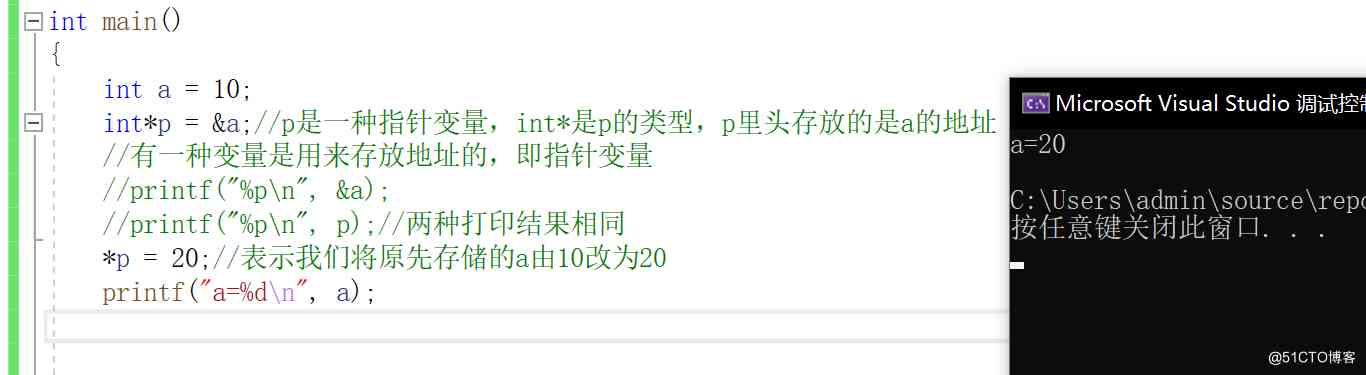 int main()
{
int a = 10;
int*p = &a;//p是一种指针变量，int*是p的类型，p里头存放的是a的地址
//有一种变量是用来存放地址的，即指针变量
//printf("%p\n", &a);
//printf("%p\n", p);//两种打印结果相同
*p = 20;//表示我们将原先存储的a由10改为20
printf("a=%d\n", a);
Microsoft Visual Studio 调试控
a=20
C:\Users\admin\source\repo
按任意键关闭此窗口. . .
@51CTO博客